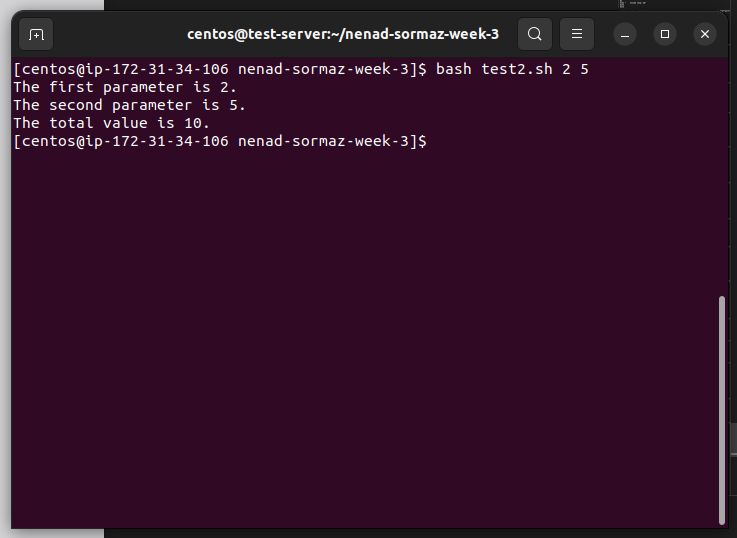 centos@test-server:~/nenad-sormaz-week-3
[centos@ip-172-31-34-106 nenad-sormaz-week-3]$ bash test2.sh 2 5
The first parameter is 2.
The second parameter is 5.
The total value is 10.
[centos@ip-172-31-34-106 nenad-sormaz-week-3]$